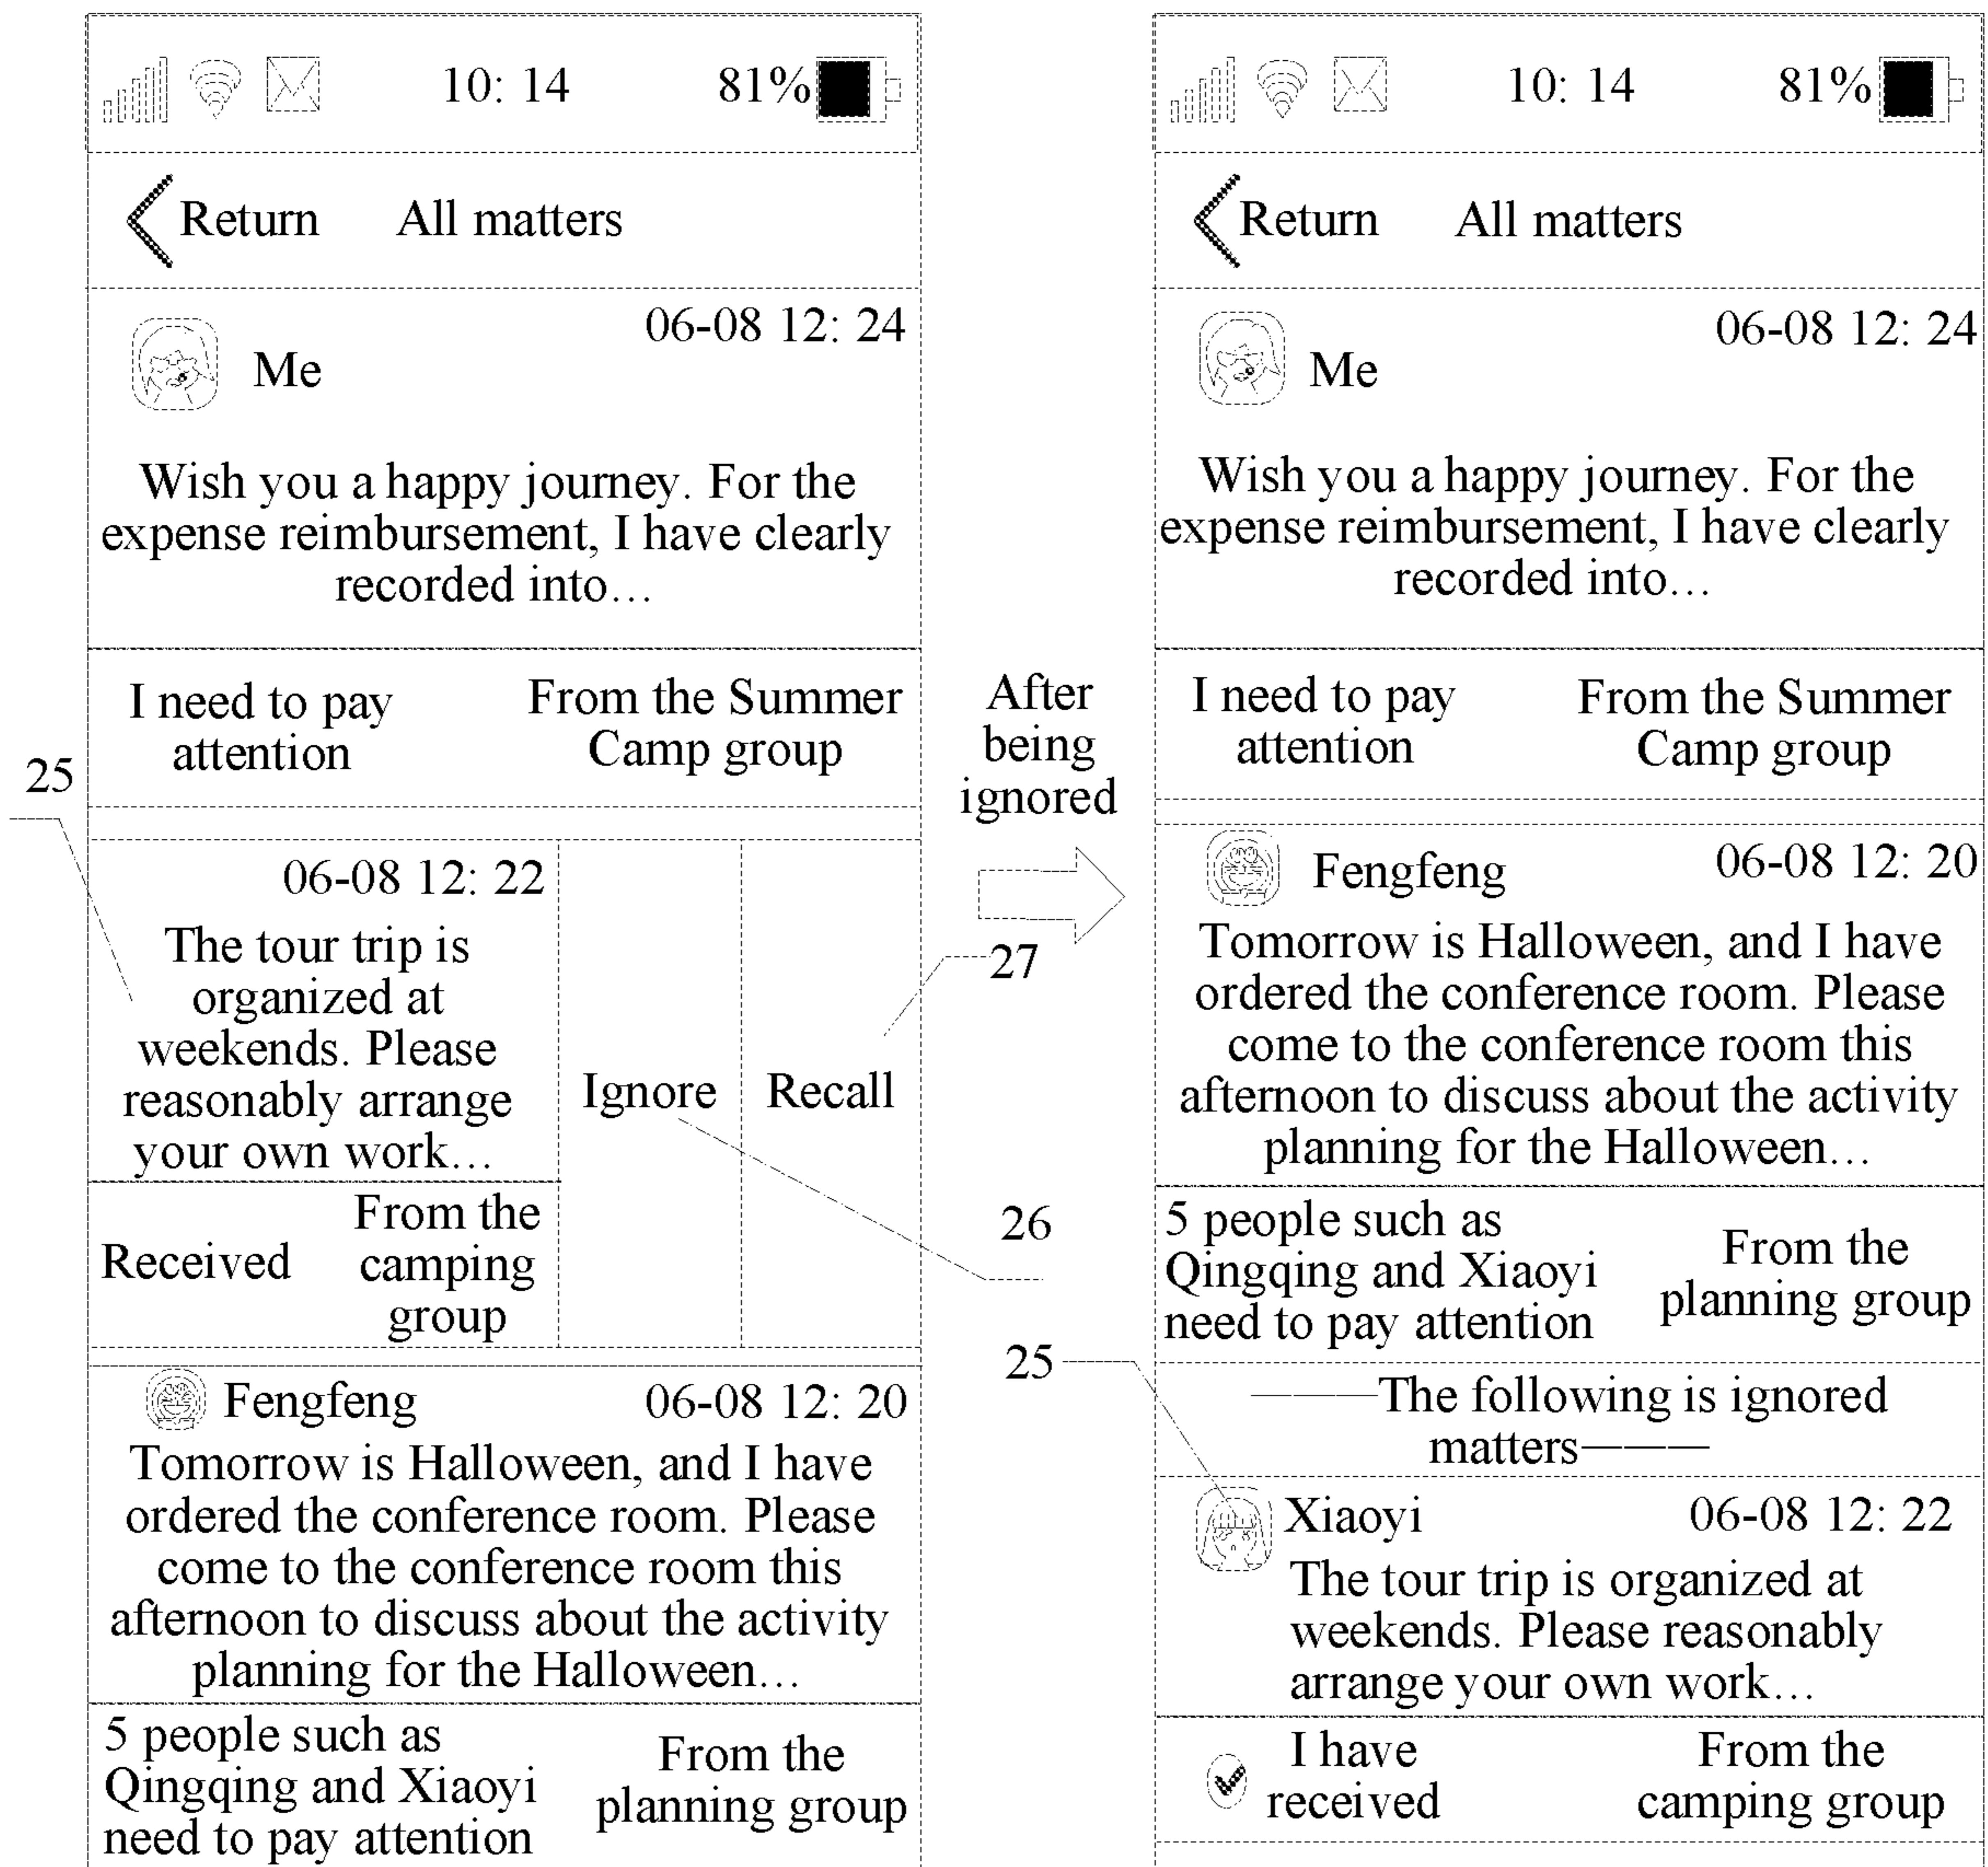 10: 14 81%
Return All matters
06-08 12: 24
Me
Wish you a happy journey. For the
expense reimbursement, I have clearly
recorded into…
I need to pay
attention
From the Summer
Camp group
25
06-08 12: 22
The tour trip is
organized at
weekends. Please
reasonably arrange
your own work…
Ignore
Recall
Received
From the
camping
group
Fengfeng 06-08 12: 20
Tomorrow is Halloween, and I have
ordered the conference room. Please
come to the conference room this
afternoon to discuss about the activity
planning for the Halloween…
5 people such as
Qingqing and Xiaoyi
need to pay attention
From the
planning group
After
being
ignored
27
26
25
10: 14 81%
Return All matters
06-08 12: 24
Me
Wish you a happy journey. For the
expense reimbursement, I have clearly
recorded into…
I need to pay
attention
From the Summer
Camp group
Fengfeng 06-08 12: 20
Tomorrow is Halloween, and I have
ordered the conference room. Please
come to the conference room this
afternoon to discuss about the activity
planning for the Halloween…
5 people such as
Qingqing and Xiaoyi
need to pay attention
From the
planning group
———The following is ignored
matters———
Xiaoyi 06-08 12: 22
The tour trip is organized at
weekends. Please reasonably
arrange your own work…
I have
received
From the
camping group